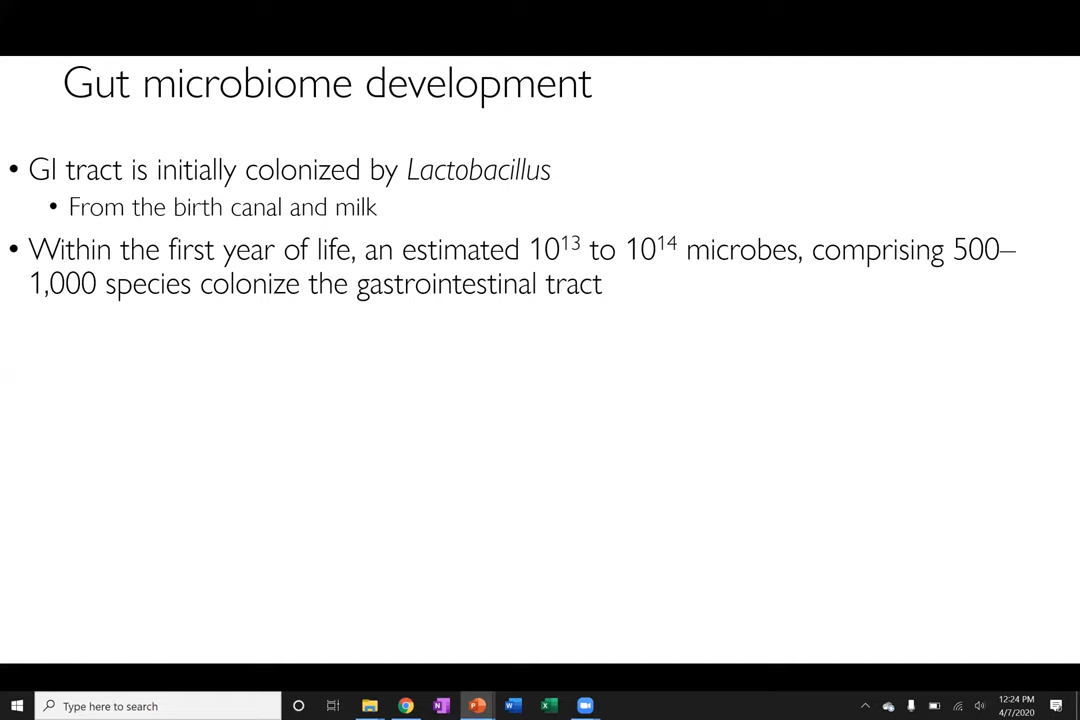 Gut microbiome development
• GI tract is initially colonized by Lactobacillus
• From the birth canal and milk
• Within the first year of life, an estimated 10¹³ to 10¹⁴ microbes, comprising 500–
1,000 species colonize the gastrointestinal tract
Type here to search
12:24 PM
4/7/2020